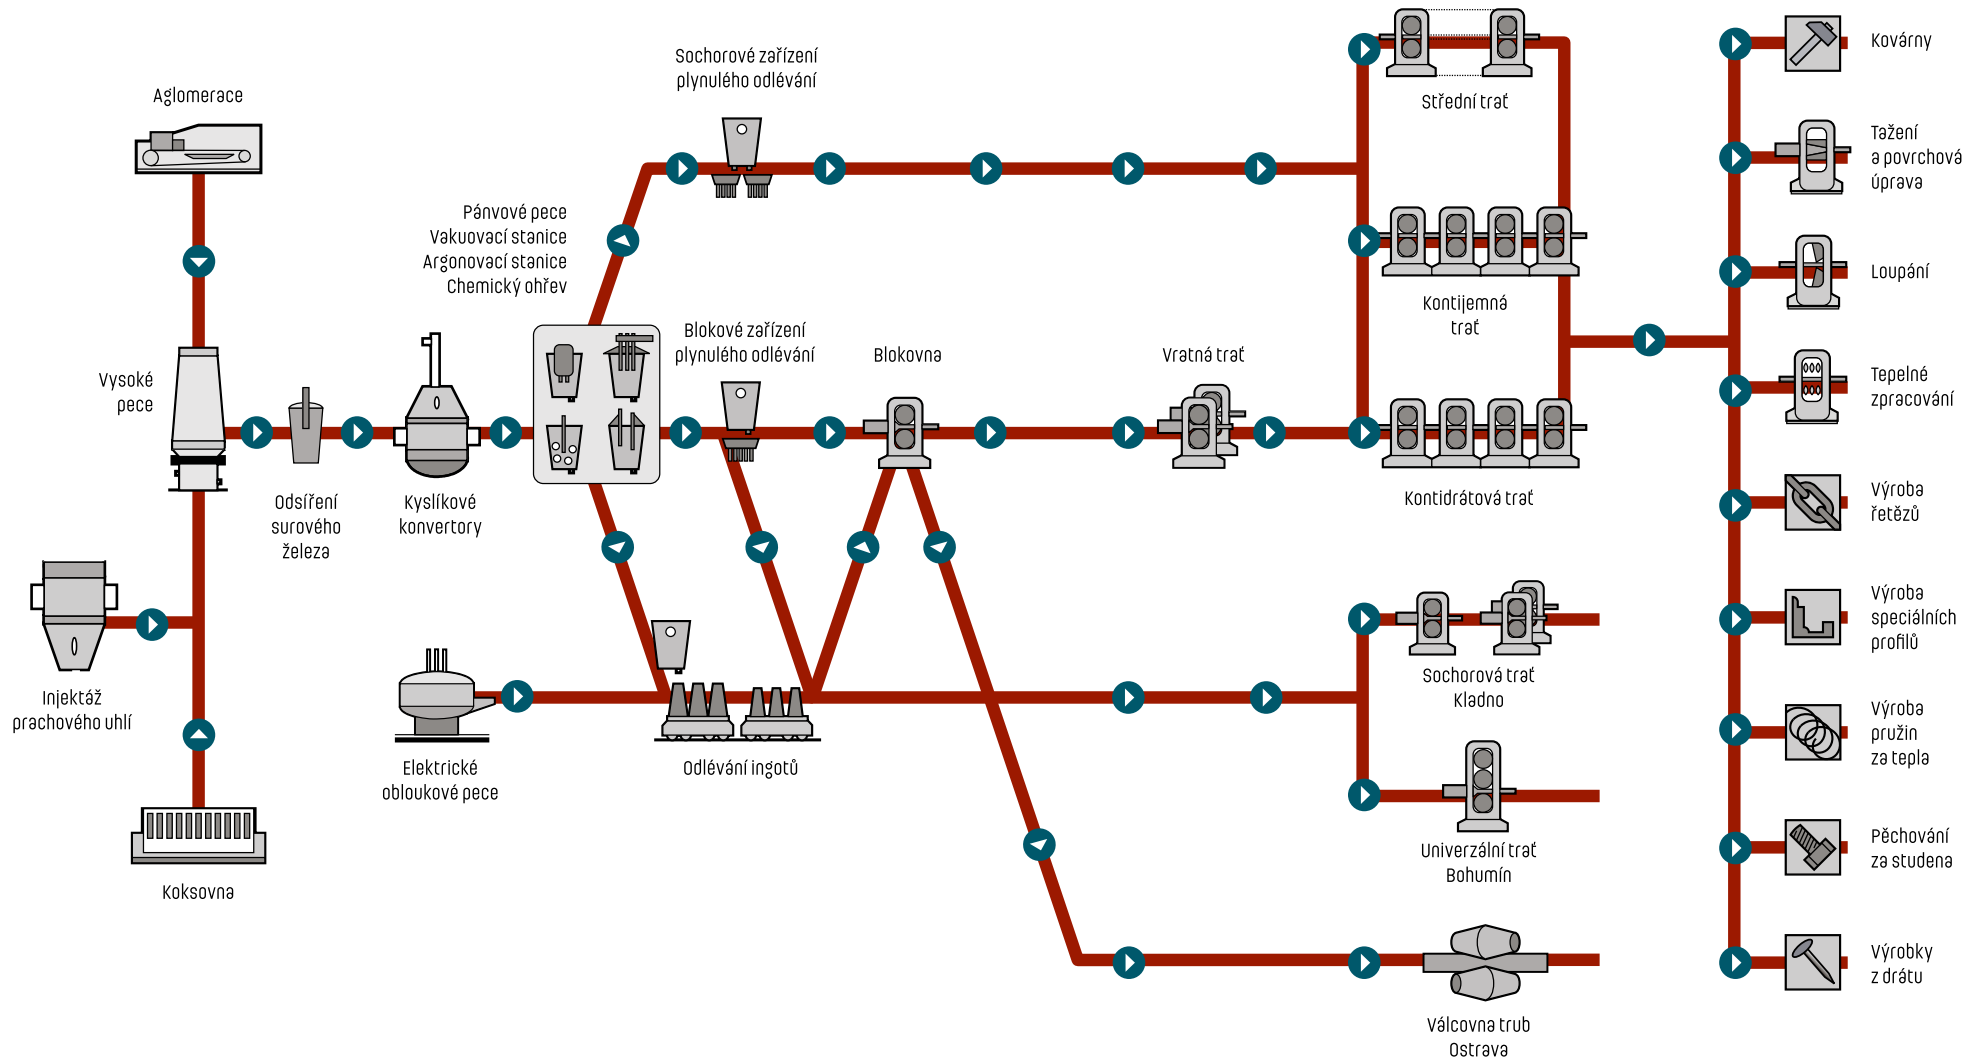 Aglomerace
Vysoké
pece
Injektáž
prachového uhlí
Koksovna
Odsíření
surového
železa
Kyslíkové
konvertory
Pánvové pece
Vakuovací stanice
Argonovací stanice
Chemický ohřev
Elektrické
obloukové pece
Sochorové zařízení
plynulého odlévání
Blokové zařízení
plynulého odlévání
Odlévání ingotů
Blokovna
Vratná trať
Střední trať
Kontijemná
trať
Kontidrátová trať
Sochorová trať
Kladno
Univerzální trať
Bohumín
Válcovna trub
Ostrava
Kovárny
Tažení
a povrchová
úprava
Loupání
Tepelné
zpracování
Výroba
řetězů
Výroba
speciálních
profilů
Výroba
pružin
za tepla
Pěchování
za studena
Výrobky
z drátu